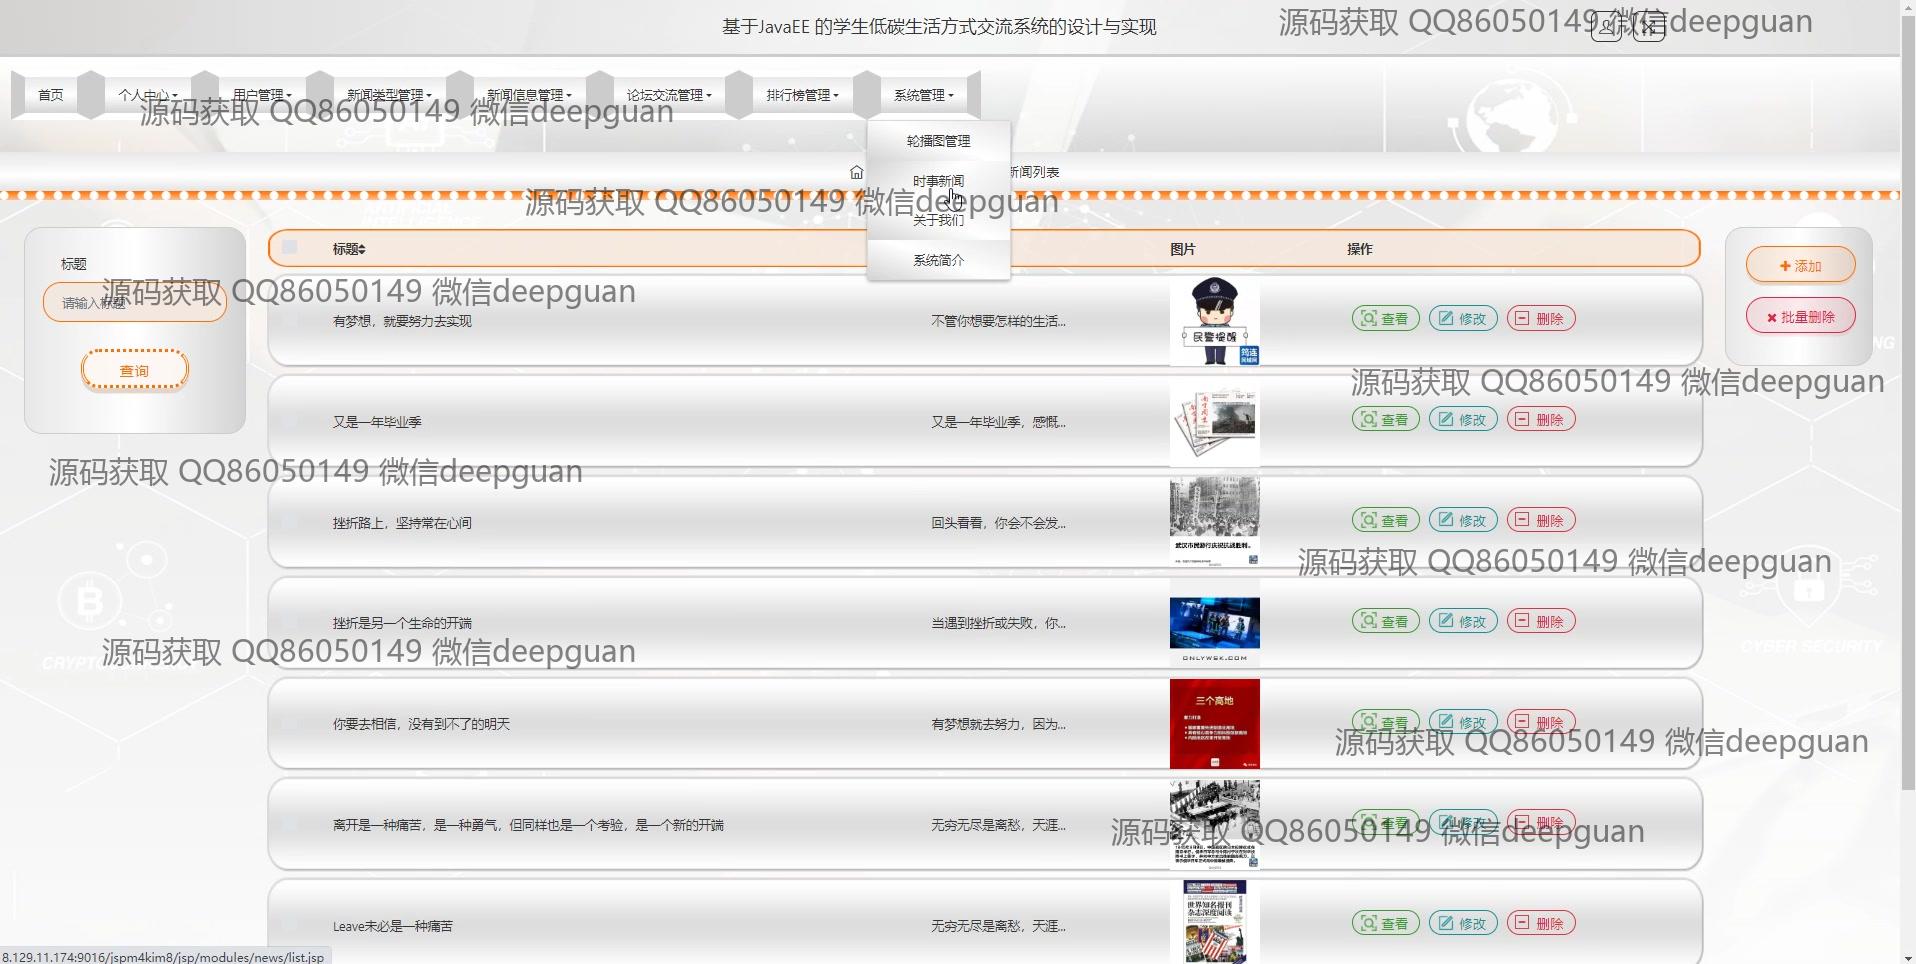 基于JavaEE 的学生低碳生活方式交流系统的设计与实现
源码获取 QQ86050149 微信deepguan
首页 个人中心 用户管理 新闻类型管理 新闻信息管理 论坛交流管理 排行榜管理 系统管理
源码获取 QQ86050149 微信deepguan
轮播图管理
时事新闻
关于我们
系统简介
新闻列表
源码获取 QQ86050149 微信deepguan
标题
请输入标题
查询
源码获取 QQ86050149 微信deepguan
标题 图片 操作
添加
批量删除
有梦想，就要努力去实现 不管你想要怎样的生活... 查看 修改 删除
民警提醒
筠连
源码获取 QQ86050149 微信deepguan
又是一年毕业季 又是一年毕业季，感慨... 查看 修改 删除
源码获取 QQ86050149 微信deepguan
挫折路上，坚持常在心间 回头看看，你会不会发... 查看 修改 删除
武汉市民游行庆祝抗战胜利。
源码获取 QQ86050149 微信deepguan
挫折是另一个生命的开端 当遇到挫折或失败，你... 查看 修改 删除
ONLYWSK.COM
CYBER SECURITY
源码获取 QQ86050149 微信deepguan
你要去相信，没有到不了的明天 有梦想就去努力，因为... 查看 修改 删除
三个高地
源码获取 QQ86050149 微信deepguan
离开是一种痛苦，是一种勇气，但同样也是一个考验，是一个新的开端 无穷无尽是离愁，天涯... 查看 修改 删除
源码获取 QQ86050149 微信deepguan
Leave未必是一种痛苦 无穷无尽是离愁，天涯... 查看 修改 删除
世界知名报刊
杂志深度阅读
8.129.11.174:9016/jspm4kim8/jsp/modules/news/list.jsp